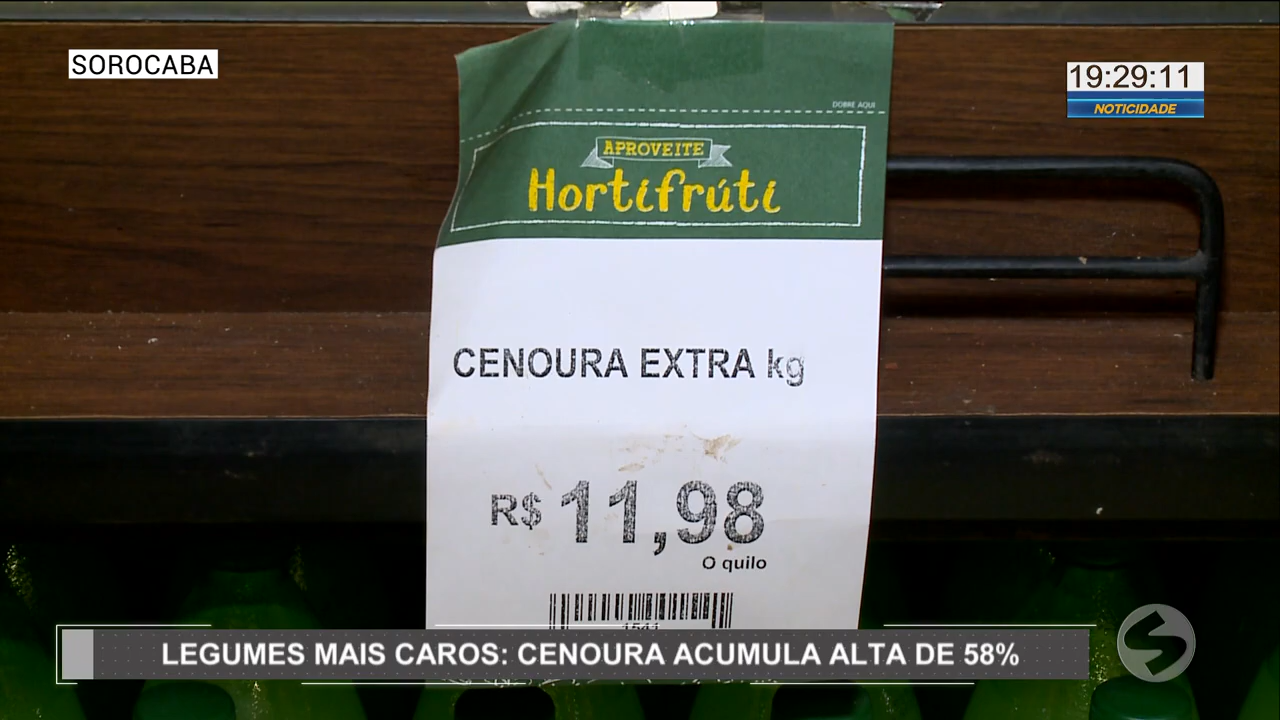 SOROCABA
19:29:11
NOTICIDADE
DOBRE AQUI
APROVEITE
Hortifrúti
CENOURA EXTRA kg
R$ 11,98
O quilo
LEGUMES MAIS CAROS: CENOURA ACUMULA ALTA DE 58%